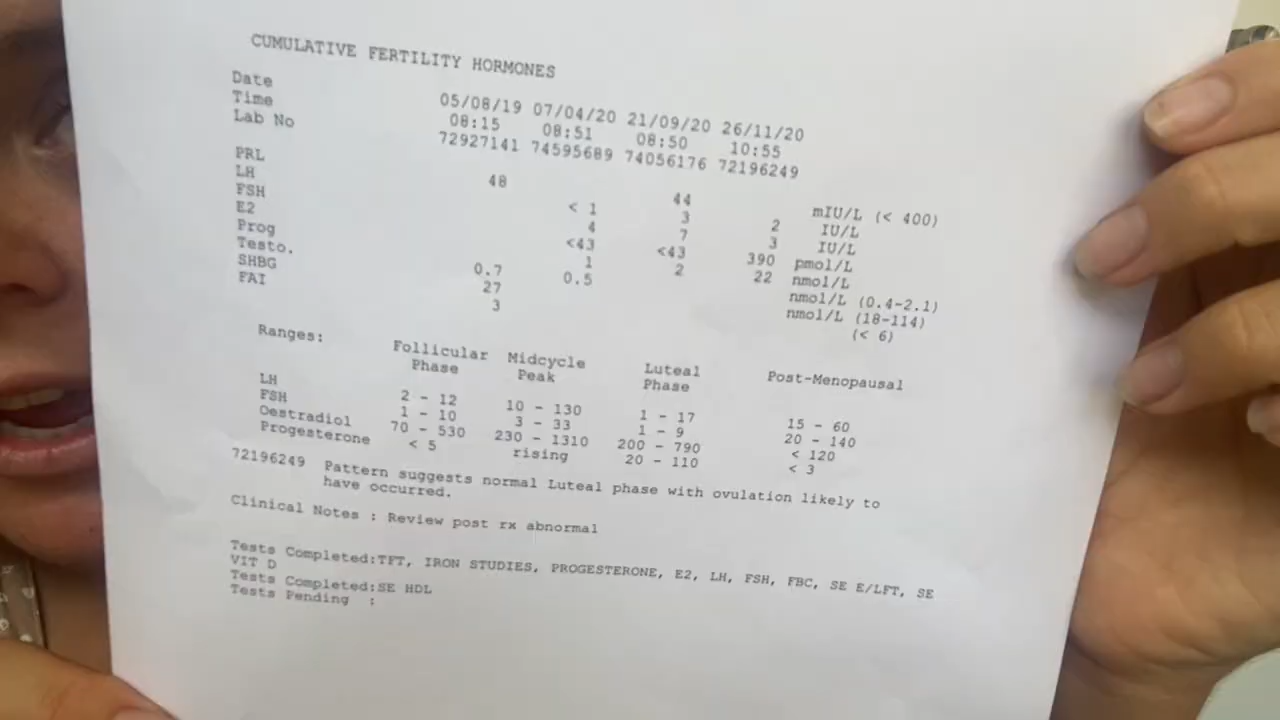 CUMULATIVE FERTILITY HORMONES
Date 05/08/19 07/04/20 21/09/20 26/11/20
Time 08:15 08:51 08:50 10:55
Lab No 72927141 74595689 74056176 72196249
PRL 48 44 mIU/L (< 400)
LH < 1 3 2 IU/L
FSH 4 7 3 IU/L
E2 <43 <43 390 pmol/L
Prog 1 2 22 nmol/L
Testo. 0.7 0.5 nmol/L (0.4-2.1)
SHBG 27 nmol/L (18-114)
FAI 3 (< 6)
Ranges: Follicular Midcycle Luteal Post-Menopausal
Phase Peak Phase
LH 2 - 12 10 - 130 1 - 17 15 - 60
FSH 1 - 10 3 - 33 1 - 9 20 - 140
Oestradiol 70 - 530 230 - 1310 200 - 790 < 120
Progesterone < 5 rising 20 - 110 < 3
72196249 Pattern suggests normal Luteal phase with ovulation likely to
have occurred.
Clinical Notes : Review post rx abnormal
Tests Completed:TFT, IRON STUDIES, PROGESTERONE, E2, LH, FSH, FBC, SE E/LFT, SE
VIT D
Tests Completed:SE HDL
Tests Pending :